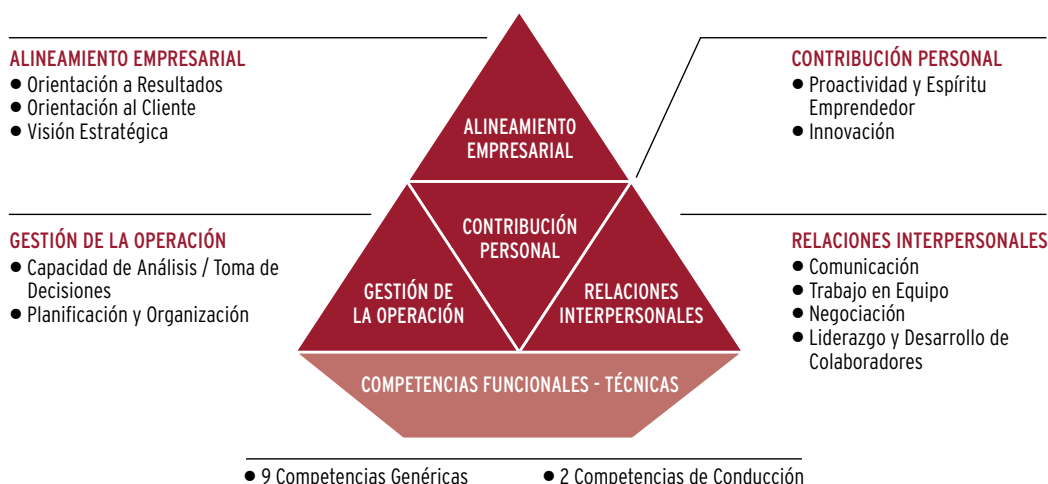 ALINEAMIENTO EMPRESARIAL
● Orientación a Resultados
● Orientación al Cliente
● Visión Estratégica
GESTIÓN DE LA OPERACIÓN
● Capacidad de Análisis / Toma de
Decisiones
● Planificación y Organización
ALINEAMIENTO
EMPRESARIAL
CONTRIBUCIÓN
PERSONAL
GESTIÓN DE
LA OPERACIÓN
RELACIONES
INTERPERSONALES
COMPETENCIAS FUNCIONALES - TÉCNICAS
CONTRIBUCIÓN PERSONAL
● Proactividad y Espíritu
Emprendedor
● Innovación
RELACIONES INTERPERSONALES
● Comunicación
● Trabajo en Equipo
● Negociación
● Liderazgo y Desarrollo de
Colaboradores
● 9 Competencias Genéricas
● 2 Competencias de Conducción